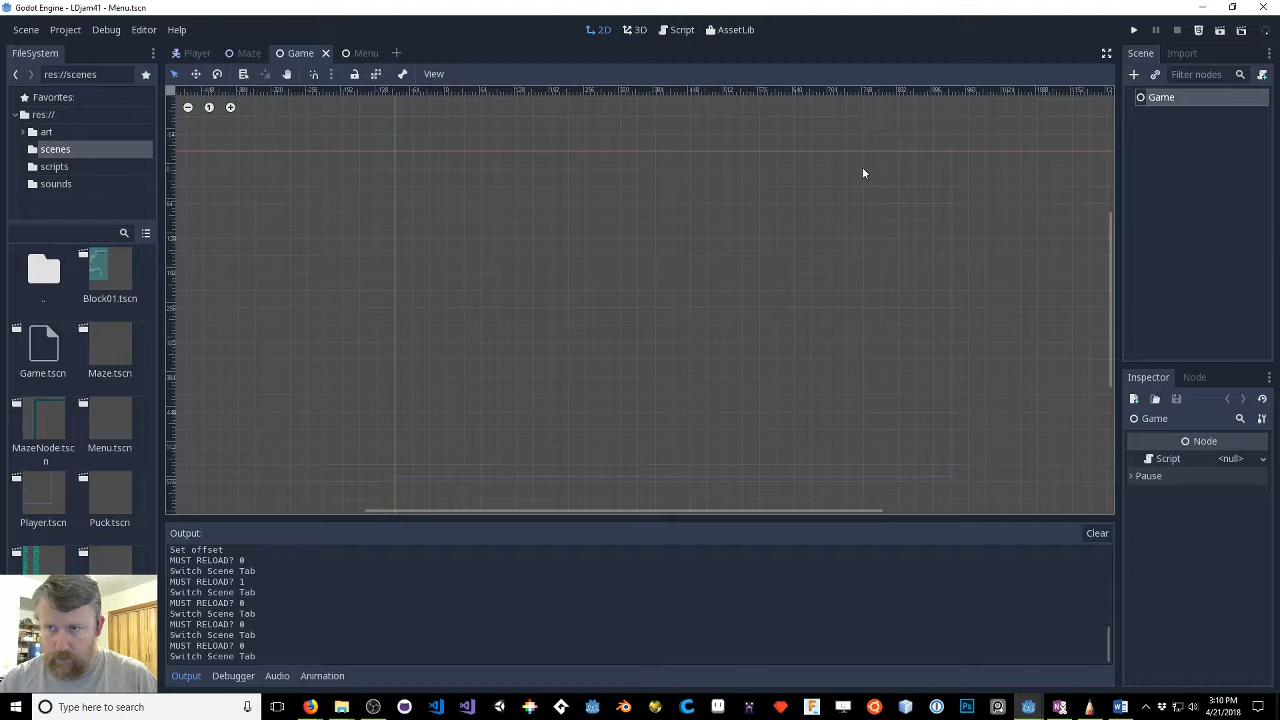 Godot Engine - LDjam41 - Menu.tscn
Scene Project Debug Editor Help
2D 3D Script AssetLib
FileSystem
Player Maze Game Menu
Scene Import
res://scenes
View
Filter nodes
Favorites:
res://
art
scenes
scripts
sounds
Game
..
Block01.tscn
Game.tscn
Maze.tscn
MazeNode.tsc
n
Menu.tscn
Player.tscn
Puck.tscn
Inspector Node
Game
Node
Script <null>
Pause
Output:
Clear
Set offset
MUST RELOAD? 0
Switch Scene Tab
MUST RELOAD? 1
Switch Scene Tab
MUST RELOAD? 0
Switch Scene Tab
MUST RELOAD? 0
Switch Scene Tab
MUST RELOAD? 0
Switch Scene Tab
Output Debugger Audio Animation
Type here to search
3:10 PM
4/21/2018